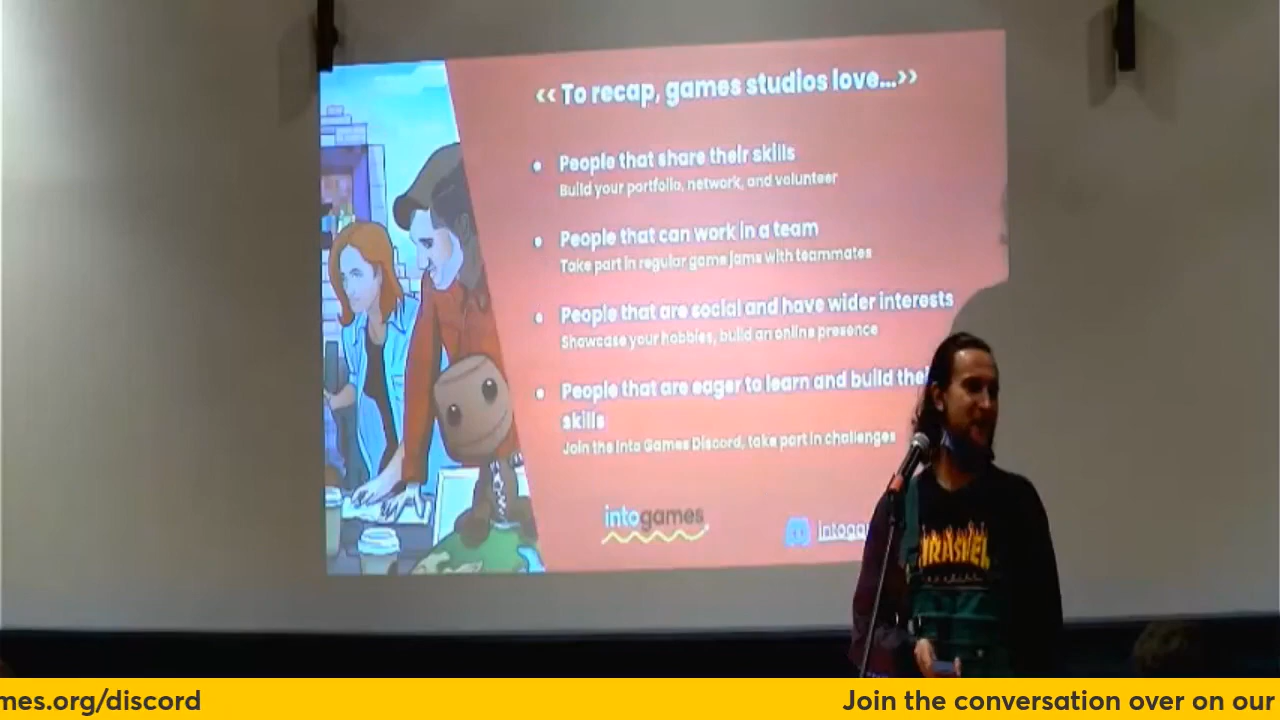 ‹‹ To recap, games studios love...››
• People that share their skills
Build your portfolio, network, and volunteer
• People that can work in a team
Take part in regular game jams with teammates
• People that are social and have wider interests
Showcase your hobbies, build an online presence
• People that are eager to learn and build thei
skills
Join the Into Games Discord, take part in challenges
intogames
intoga
THRASHER
mes.org/discord
Join the conversation over on our